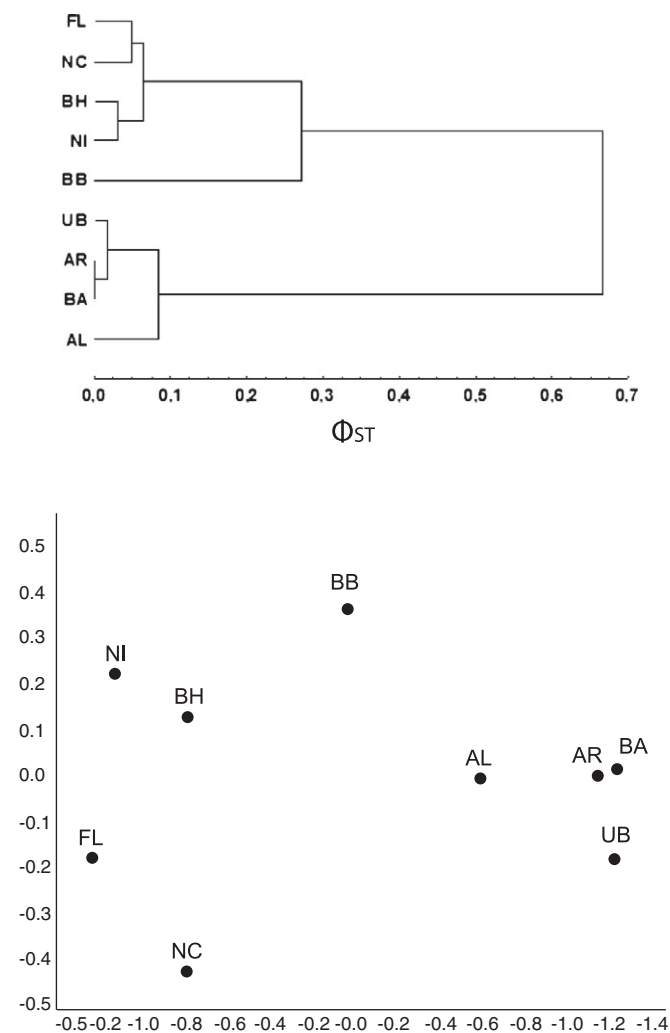 FL
NC
BH
NI
BB
UB
AR
BA
AL
0,0 0,1 0,2 0,3 0,4 0,5 0,6 0,7
ΦST
0.5
BB
0.4
0.3
NI
0.2
BH
0.1
BA
AL AR
0.0
-0.1
FL UB
-0.2
-0.3
NC
-0.4
-0.5
-0.5 -0.2 -1.0 -0.8 -0.6 -0.4 -0.2 -0.0 -0.2 -0.4 -0.6 -0.8 -1.0 -1.2 -1.4